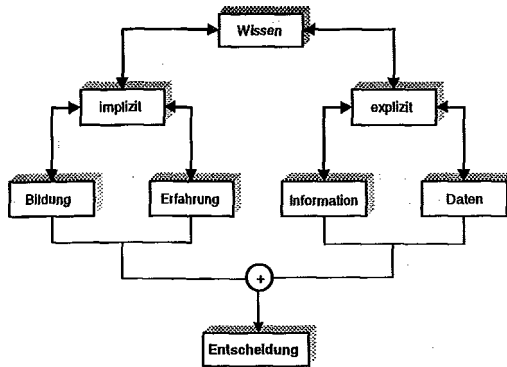 Wissen
implizit
explizit
Bildung
Erfahrung
Information
Daten
+
Entscheidung